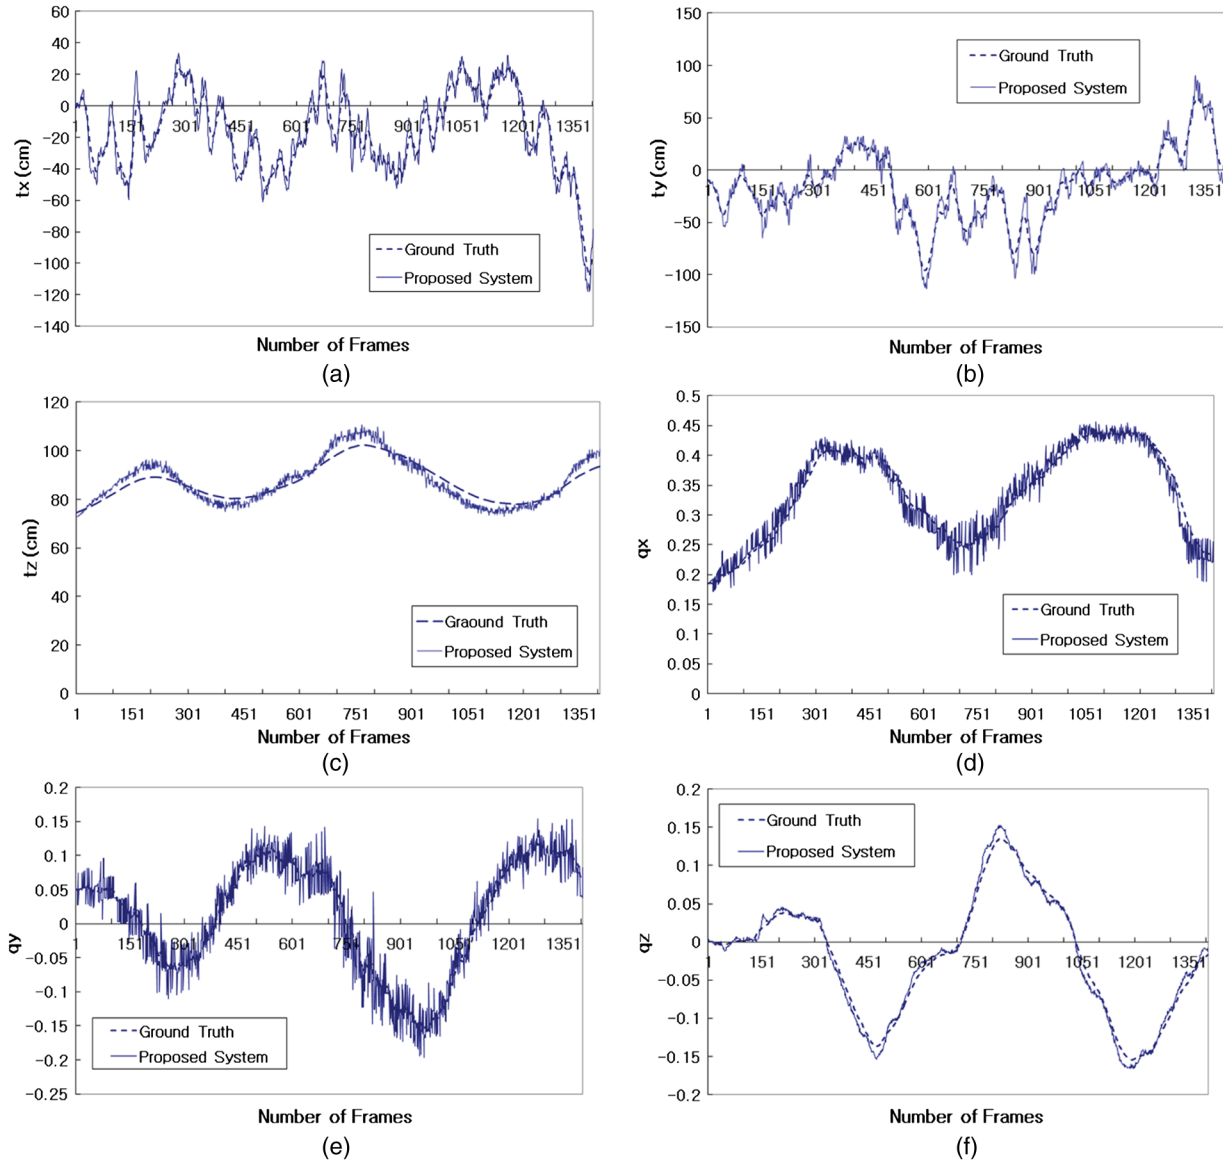 60
40
20
0
-20
-40
-60
-80
-100
-120
-140
tx (cm)
1 151 301 451 601 751 901 1051 1201 1351
Ground Truth
Proposed System
Number of Frames
(a)
150
100
50
0
-50
-100
-150
ty (cm)
1 151 301 451 601 751 901 1051 1201 1351
Ground Truth
Proposed System
Number of Frames
(b)
120
100
80
60
40
20
0
tz (cm)
Graound Truth
Proposed System
1 151 301 451 601 751 901 1051 1201 1351
Number of Frames
(c)
0.5
0.45
0.4
0.35
0.3
0.25
0.2
0.15
0.1
0.05
0
qx
Ground Truth
Proposed System
1 151 301 451 601 751 901 1051 1201 1351
Number of Frames
(d)
0.2
0.15
0.1
0.05
0
-0.05
-0.1
-0.15
-0.2
-0.25
qy
1 151 301 451 601 751 901 1051 1201 1351
Ground Truth
Proposed System
Number of Frames
(e)
0.2
0.15
0.1
0.05
0
-0.05
-0.1
-0.15
-0.2
qz
Ground Truth
Proposed System
1 151 301 451 601 751 901 1051 1201 1351
Number of Frames
(f)